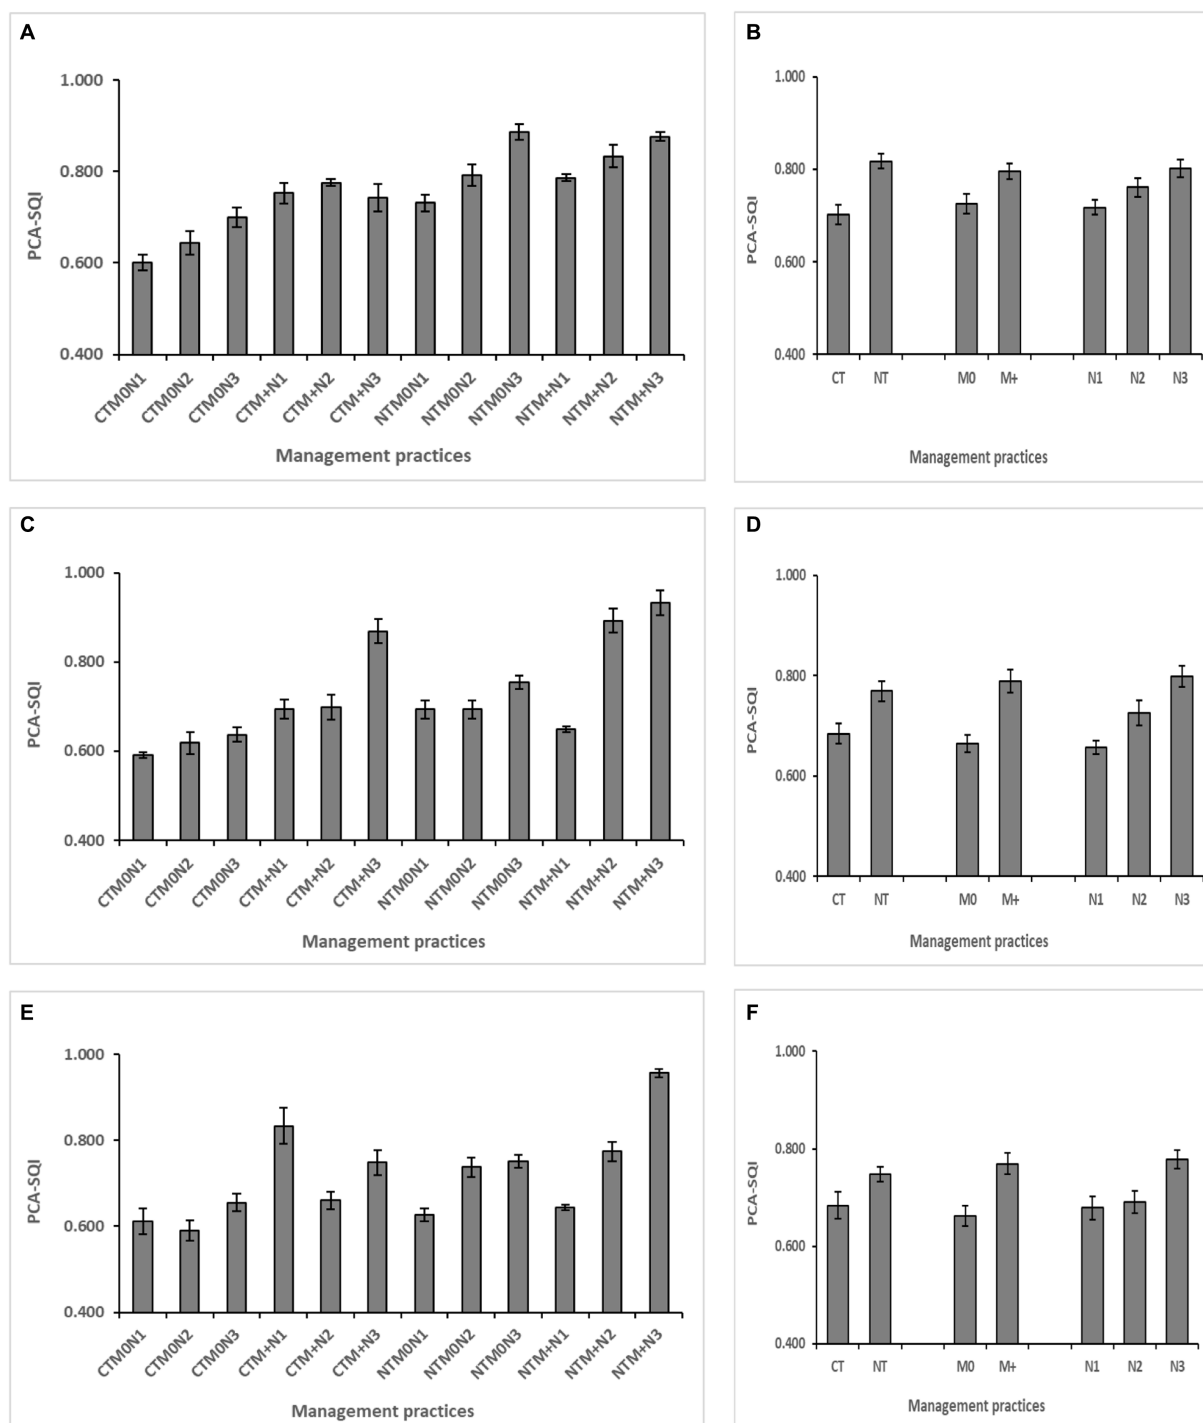 A
PCA-SQI
1.000
0.800
0.600
0.400
CTM0N1 CTM0N2 CTM0N3 CTM+N1 CTM+N2 CTM+N3 NTM0N1 NTM0N2 NTM0N3 NTM+N1 NTM+N2 NTM+N3
Management practices
B
PCA-SQI
1.000
0.800
0.600
0.400
CT NT M0 M+ N1 N2 N3
Management practices
C
PCA-SQI
1.000
0.800
0.600
0.400
CTM0N1 CTM0N2 CTM0N3 CTM+N1 CTM+N2 CTM+N3 NTM0N1 NTM0N2 NTM0N3 NTM+N1 NTM+N2 NTM+N3
Management practices
D
PCA-SQI
1.000
0.800
0.600
0.400
CT NT M0 M+ N1 N2 N3
Management practices
E
PCA-SQI
1.000
0.800
0.600
0.400
CTM0N1 CTM0N2 CTM0N3 CTM+N1 CTM+N2 CTM+N3 NTM0N1 NTM0N2 NTM0N3 NTM+N1 NTM+N2 NTM+N3
Management practices
F
PCA-SQI
1.000
0.800
0.600
0.400
CT NT M0 M+ N1 N2 N3
Management practices